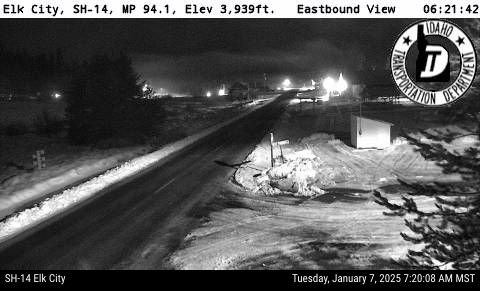 Elk City, SH-14, MP 94.1, Elev 3,939ft. Eastbound View 06:21:42
IDAHO
TRANSPORTATION DEPARTMENT
SH-14 Elk City Tuesday, January 7, 2025 7:20:08 AM MST